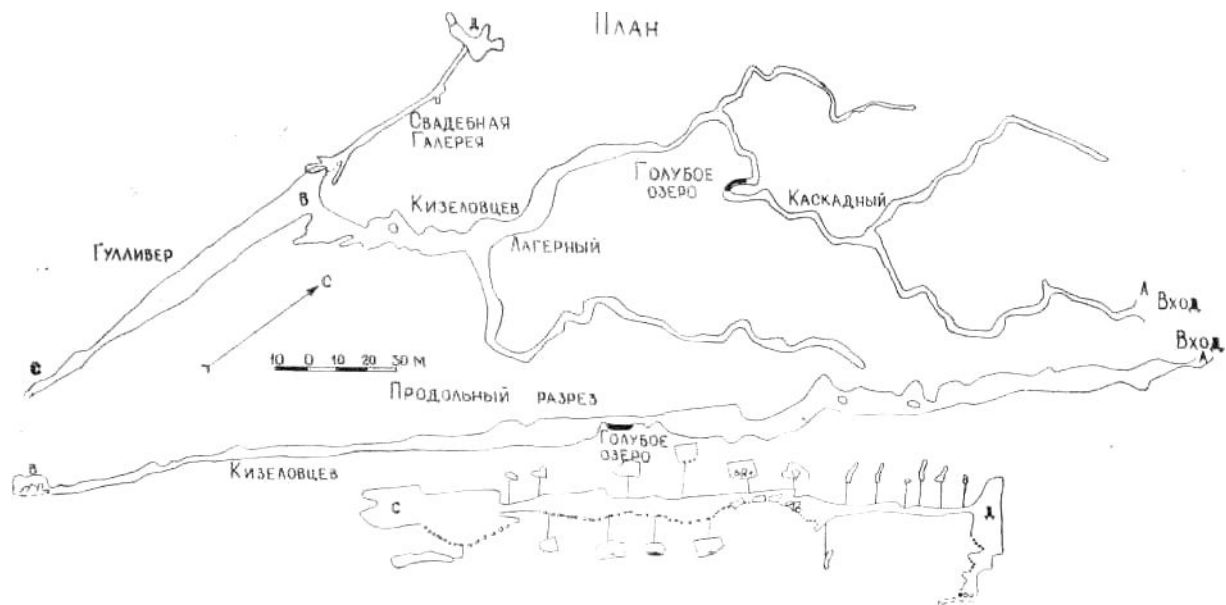 План
Д
Свадебная
Галерея
Голубое
озеро
Каскадный
В
Кизеловцев
Гулливер
Лагерный
С
А
Вход
Вход
А
С
10 0 10 20 30 м
Продольный разрез
Голубое
озеро
В
Кизеловцев
С
Д